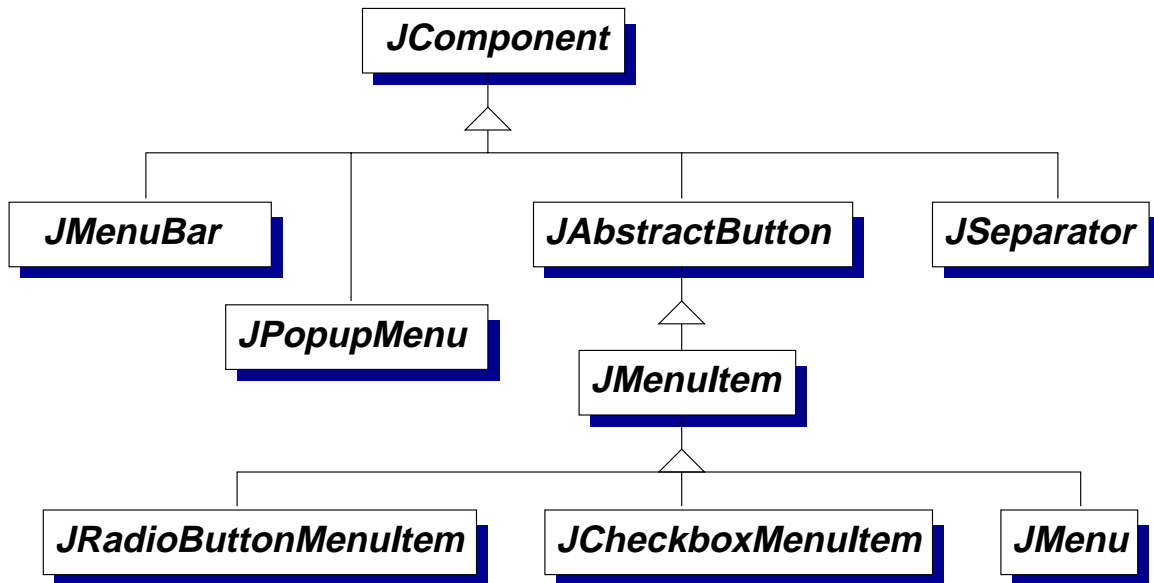 JComponent
JMenuBar
JAbstractButton
JSeparator
JPopupMenu
JMenuItem
JRadioButtonMenuItem
JCheckboxMenuItem
JMenu